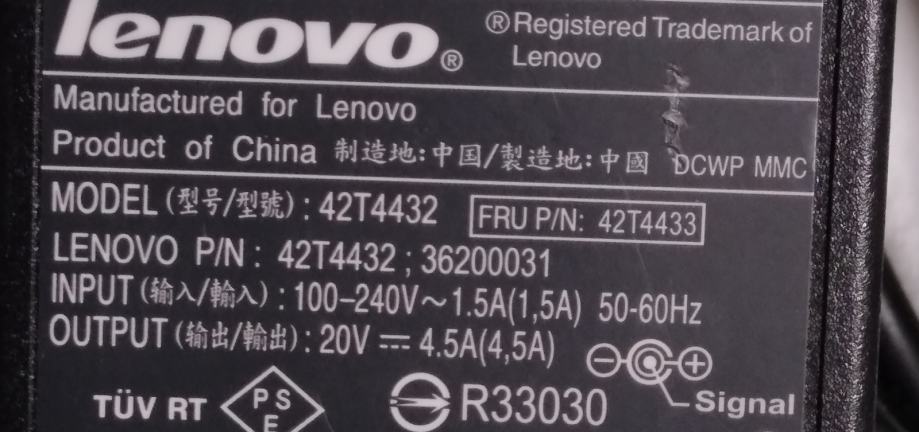 lenovo®
®Registered Trademark of
Lenovo
Manufactured for Lenovo
Product of China 制造地:中国/製造地:中國 DCWP MMC
MODEL (型号/型號) : 42T4432 FRU P/N: 42T4433
LENOVO P/N : 42T4432 ; 36200031
INPUT (输入/輸入) : 100–240V~1.5A(1,5A) 50-60Hz
OUTPUT (输出/輸出) : 20V ⎓ 4.5A(4,5A)
TÜV RT PSE R33030 Signal